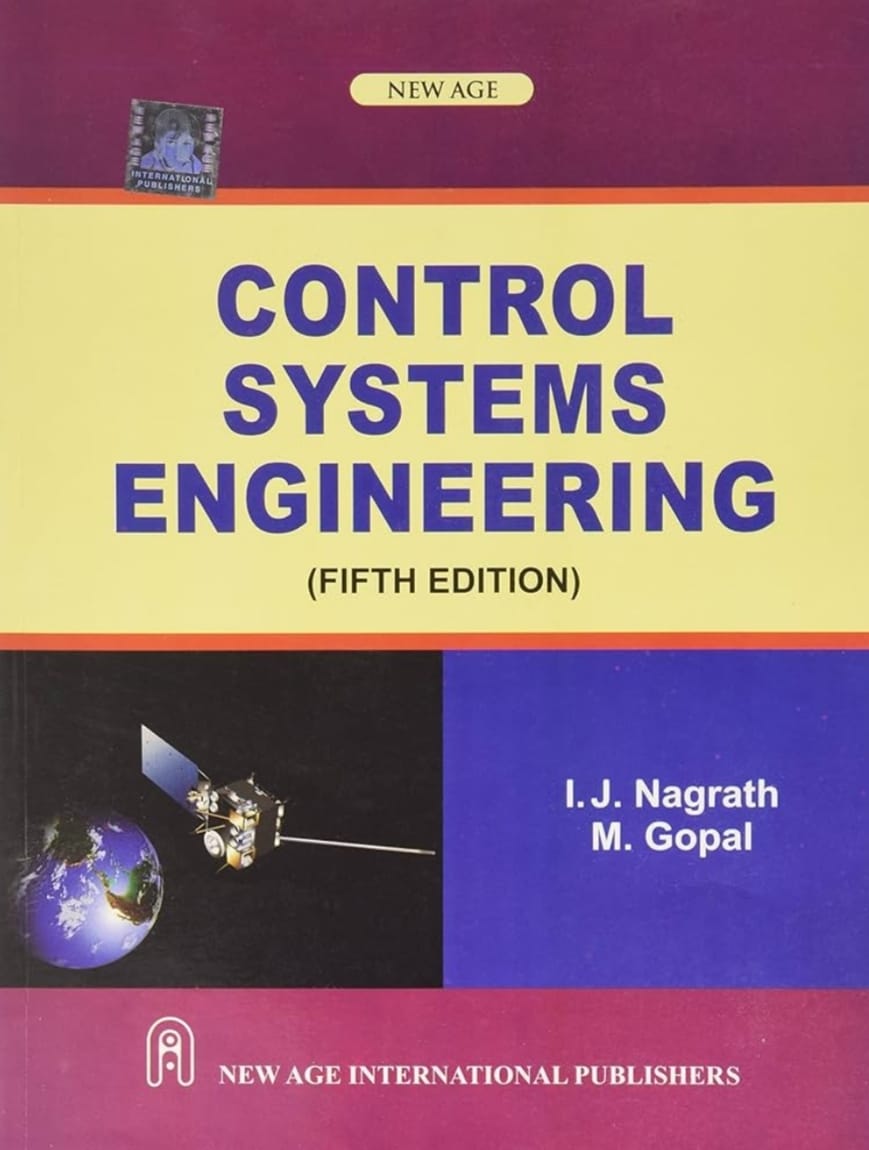 NEW AGE
INTERNATIONAL
PUBLISHERS
CONTROL
SYSTEMS
ENGINEERING
(FIFTH EDITION)
I. J. Nagrath
M. Gopal
NEW AGE INTERNATIONAL PUBLISHERS